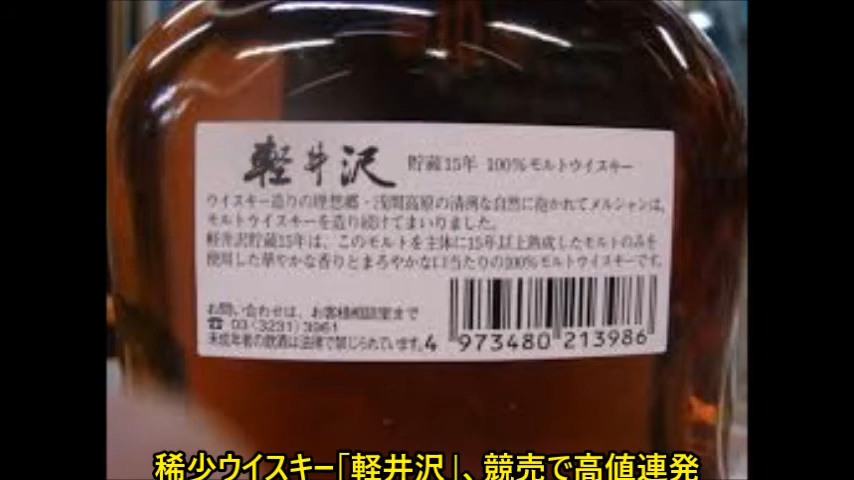 軽井沢 貯蔵15年 100%モルトウイスキー
ウイスキー造りの理想郷・浅間高原の清冽な自然に抱かれてメルシャンは、
モルトウイスキーを造り続けてまいりました。
軽井沢貯蔵15年は、このモルトを主体に15年以上熟成したモルトのみを
使用した華やかな香りとまろやかな口当たりの100%モルトウイスキーです。
お問い合わせは、お客様相談室まで
☎ 03(3231)3961
未成年者の飲酒は法律で禁じられています。
4 973480 213986
稀少ウイスキー「軽井沢」、競売で高値連発